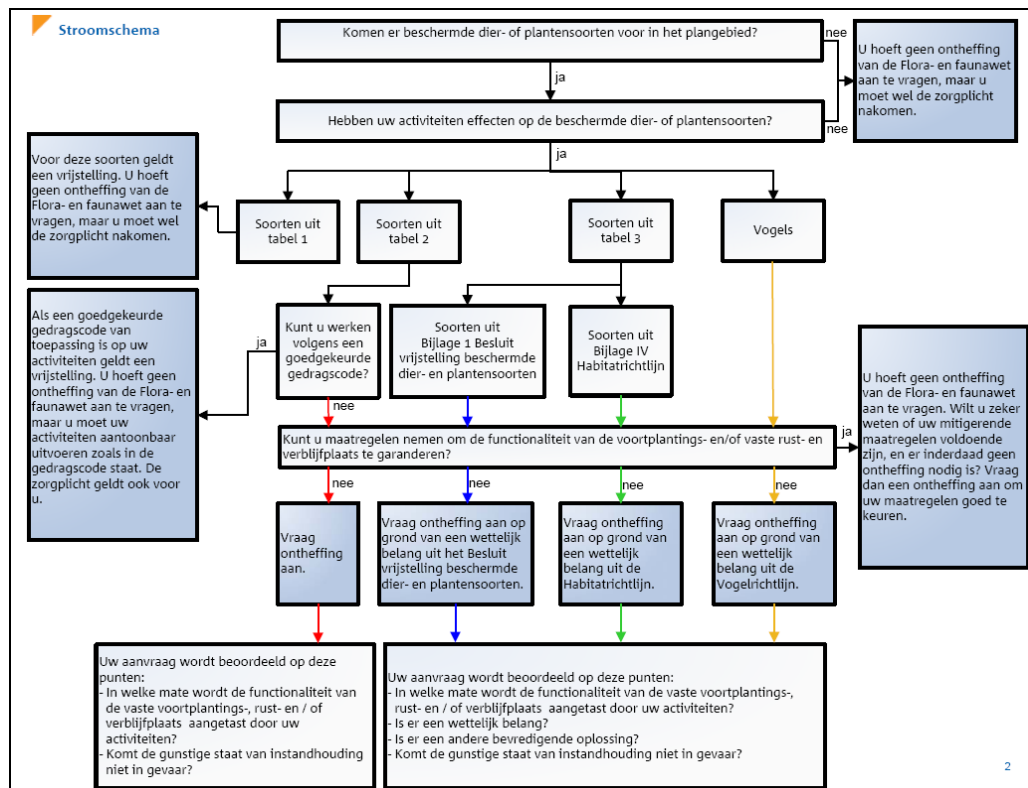 Stroomschema
Komen er beschermde dier- of plantensoorten voor in het plangebied?
nee
U hoeft geen ontheffing
van de Flora- en faunawet
aan te vragen, maar u
moet wel de zorgplicht
nakomen.
ja
Hebben uw activiteiten effecten op de beschermde dier- of plantensoorten?
nee
ja
Voor deze soorten geldt
een vrijstelling. U hoeft
geen ontheffing van de
Flora- en faunawet aan te
vragen, maar u moet wel
de zorgplicht nakomen.
Soorten uit
tabel 1
Soorten uit
tabel 2
Soorten uit
tabel 3
Vogels
Als een goedgekeurde
gedragscode van
toepassing is op uw
activiteiten geldt een
vrijstelling. U hoeft geen
ontheffing van de Flora- en
faunawet aan te vragen,
maar u moet uw
activiteiten aantoonbaar
uitvoeren zoals in de
gedragscode staat. De
zorgplicht geldt ook voor
u.
ja
Kunt u werken
volgens een
goedgekeurde
gedragscode?
nee
Soorten uit
Bijlage 1 Besluit
vrijstelling beschermde
dier- en plantensoorten
Soorten uit
Bijlage IV
Habitatrichtlijn
Kunt u maatregelen nemen om de functionaliteit van de voortplantings- en/of vaste rust- en
verblijfplaats te garanderen?
ja
U hoeft geen ontheffing
van de Flora- en faunawet
aan te vragen. Wilt u zeker
weten of uw mitigerende
maatregelen voldoende
zijn, en er inderdaad geen
ontheffing nodig is? Vraag
dan een ontheffing aan om
uw maatregelen goed te
keuren.
nee
nee
nee
nee
Vraag
ontheffing
aan.
Vraag ontheffing aan op
grond van een wettelijk
belang uit het Besluit
vrijstelling beschermde
dier- en plantensoorten.
Vraag ontheffing
aan op grond van
een wettelijk
belang uit de
Habitatrichtlijn.
Vraag ontheffing
aan op grond van
een wettelijk
belang uit de
Vogelrichtlijn.
Uw aanvraag wordt beoordeeld op deze
punten:
- In welke mate wordt de functionaliteit van
de vaste voortplantings-, rust- en / of
verblijfplaats aangetast door uw
activiteiten?
- Komt de gunstige staat van instandhouding
niet in gevaar?
Uw aanvraag wordt beoordeeld op deze punten:
- In welke mate wordt de functionaliteit van de vaste voortplantings-,
rust- en / of verblijfplaats aangetast door uw activiteiten?
- Is er een wettelijk belang?
- Is er een andere bevredigende oplossing?
- Komt de gunstige staat van instandhouding niet in gevaar?
2